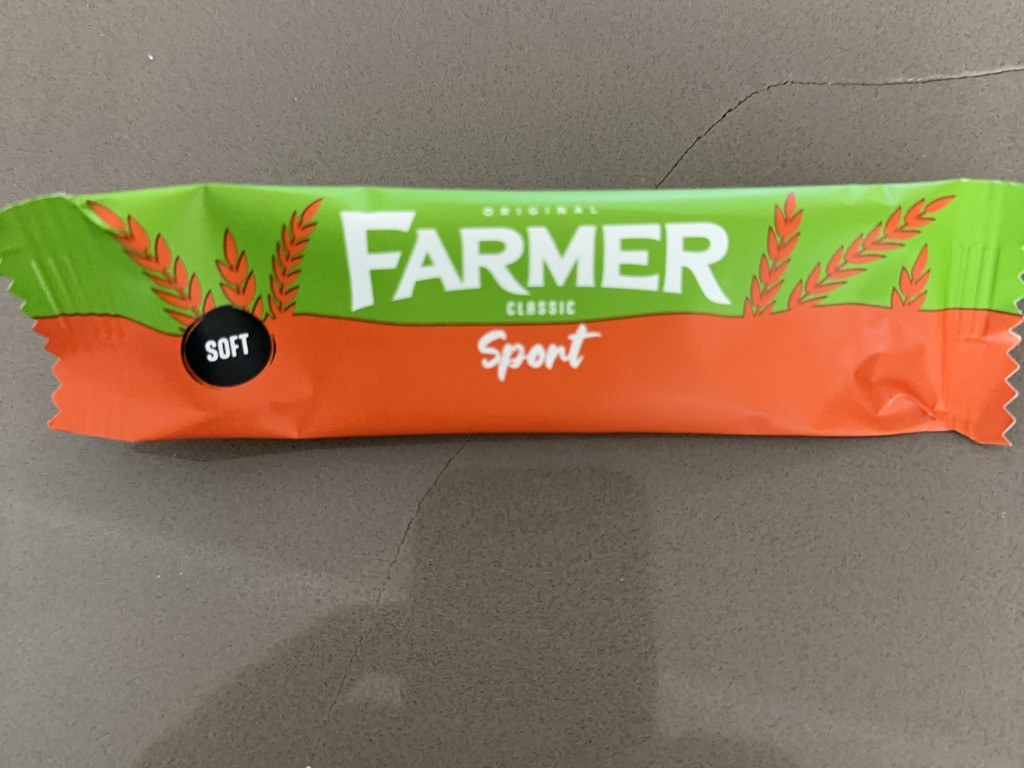 ORIGINAL
FARMER
CLASSIC
Sport
SOFT